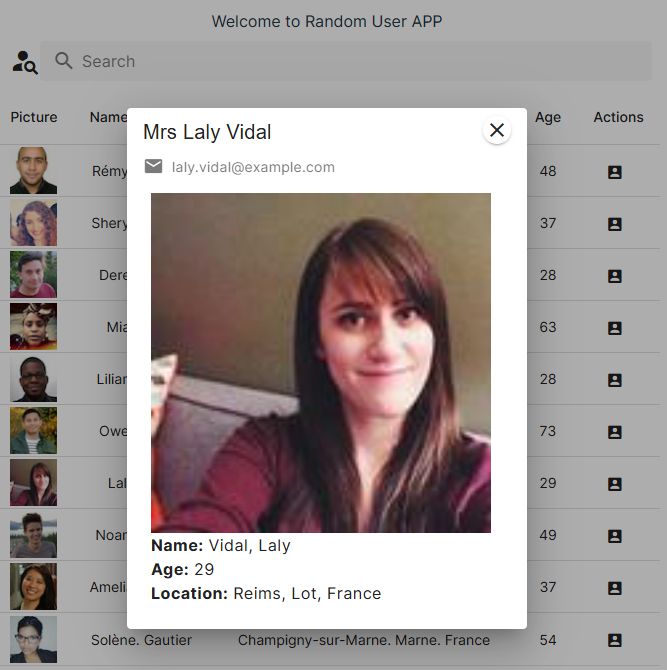 Welcome to Random User APP
Search
Picture Name Age Actions
Mrs Laly Vidal
laly.vidal@example.com
Rémy 48
Shery 37
Dere 28
Mia 63
Lilian 28
Owe 73
Lal 29
Noar 49
Ameli 37
Name: Vidal, Laly
Age: 29
Location: Reims, Lot, France
Solène. Gautier Champigny-sur-Marne. Marne. France 54